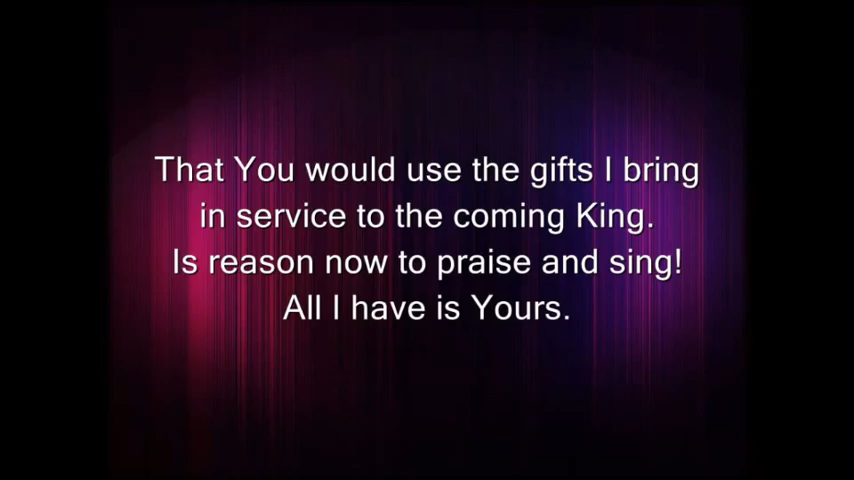 That You would use the gifts I bring
in service to the coming King.
Is reason now to praise and sing!
All I have is Yours.